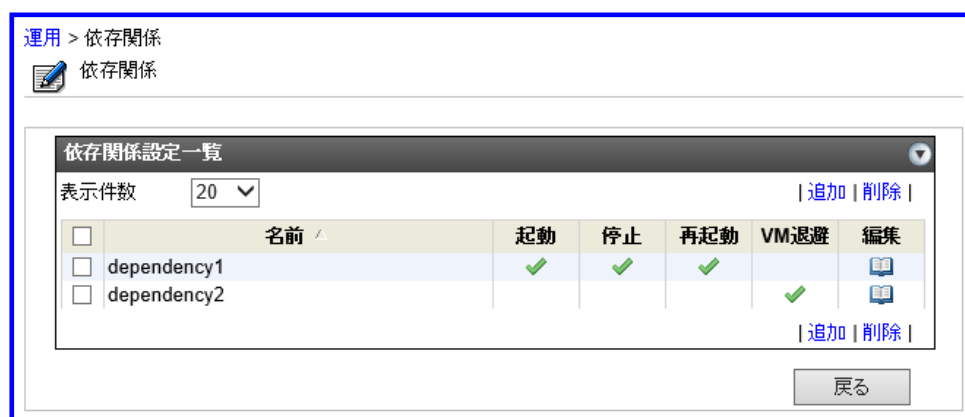 運用 > 依存関係
依存関係
依存関係設定一覧
表示件数 20 | 追加 | 削除 |
名前 起動 停止 再起動 VM退避 編集
dependency1
dependency2
| 追加 | 削除 |
戻る